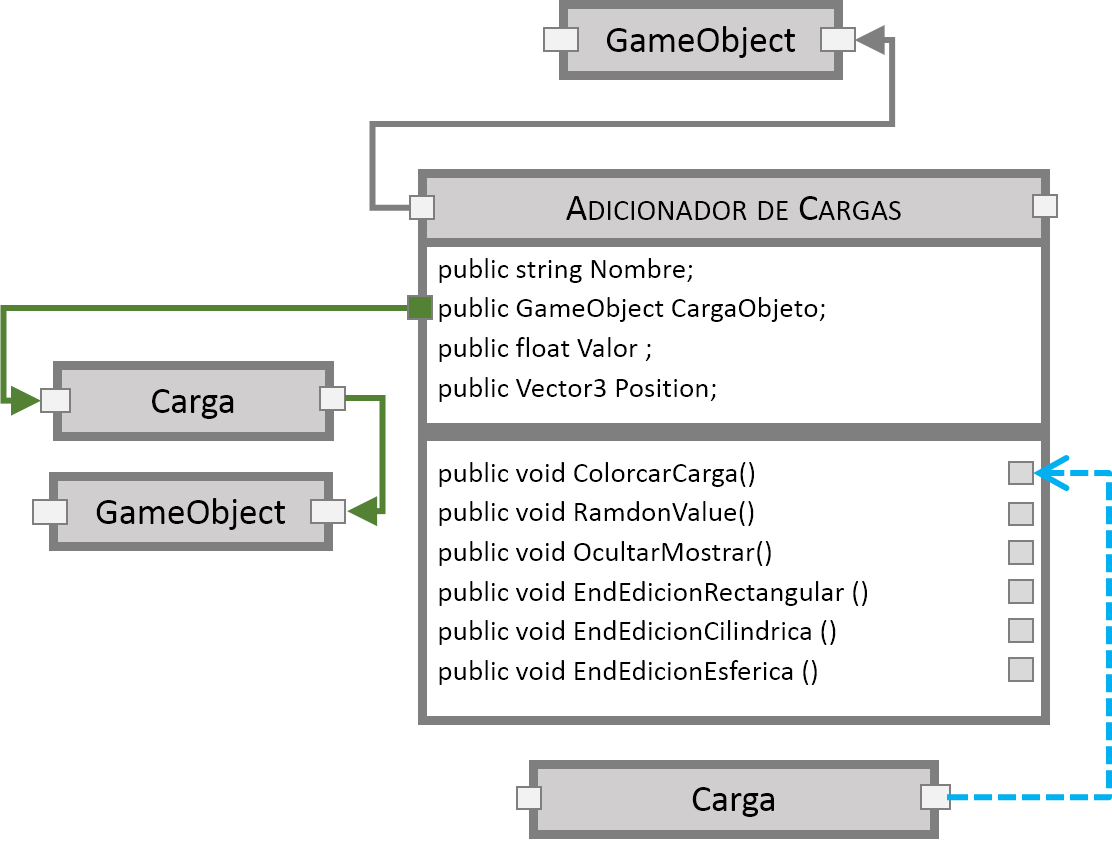 GameObject
ADICIONADOR DE CARGAS
public string Nombre;
public GameObject CargaObjeto;
public float Valor ;
public Vector3 Position;
Carga
GameObject
public void ColorcarCarga()
public void RamdonValue()
public void OcultarMostrar()
public void EndEdicionRectangular ()
public void EndEdicionCilindrica ()
public void EndEdicionEsferica ()
Carga